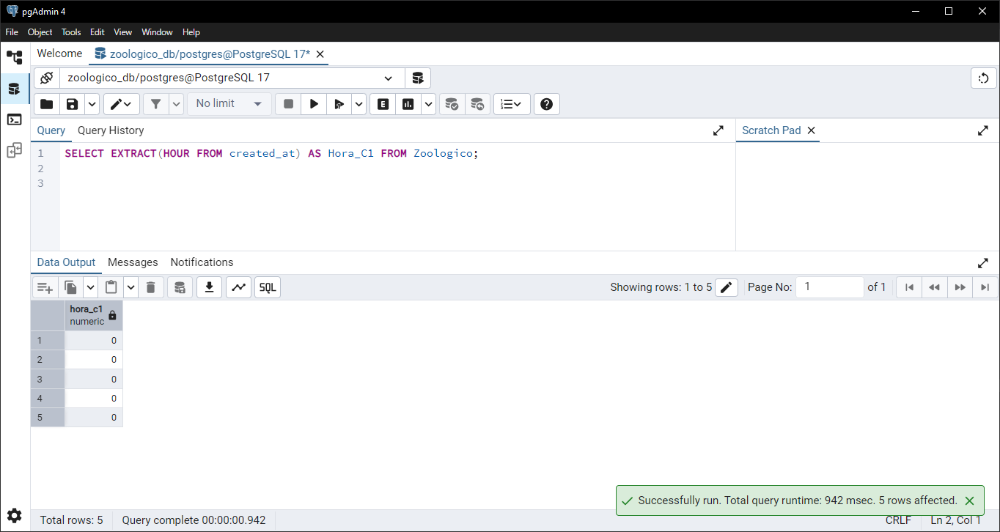 pgAdmin 4
File Object Tools Edit View Window Help
Welcome zoologico_db/postgres@PostgreSQL 17*
zoologico_db/postgres@PostgreSQL 17
No limit E
Query Query History Scratch Pad
1 SELECT EXTRACT(HOUR FROM created_at) AS Hora_C1 FROM Zoologico;
2
3
Data Output Messages Notifications
SQL Showing rows: 1 to 5 Page No: 1 of 1
hora_c1
numeric
1 0
2 0
3 0
4 0
5 0
Successfully run. Total query runtime: 942 msec. 5 rows affected.
Total rows: 5 Query complete 00:00:00.942 CRLF Ln 2, Col 1